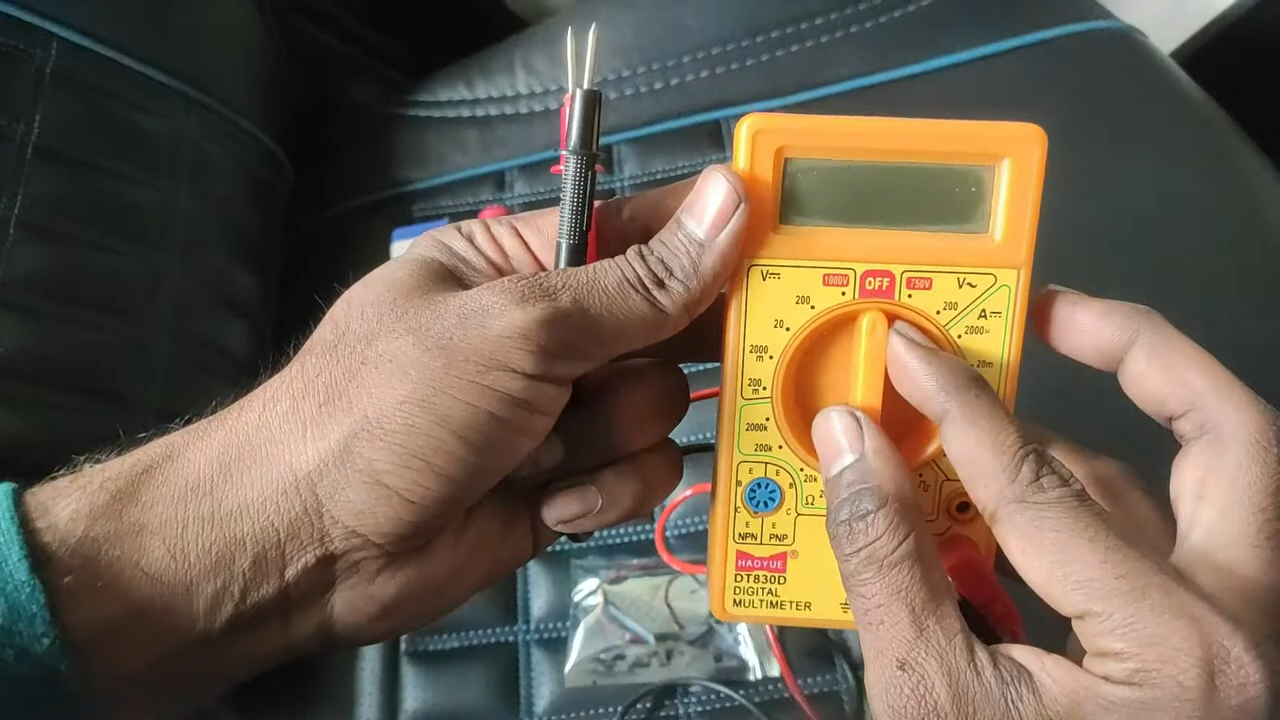 V⎓ 1000V OFF 750V V~
200 200
A⎓
20 2000µ
2000
m
20m
200
m
2000k
200k
20k
Ω
E E
B B
C C
E E
NPN PNP
HAOYUE ®
DT830D
DIGITAL
MULTIMETER